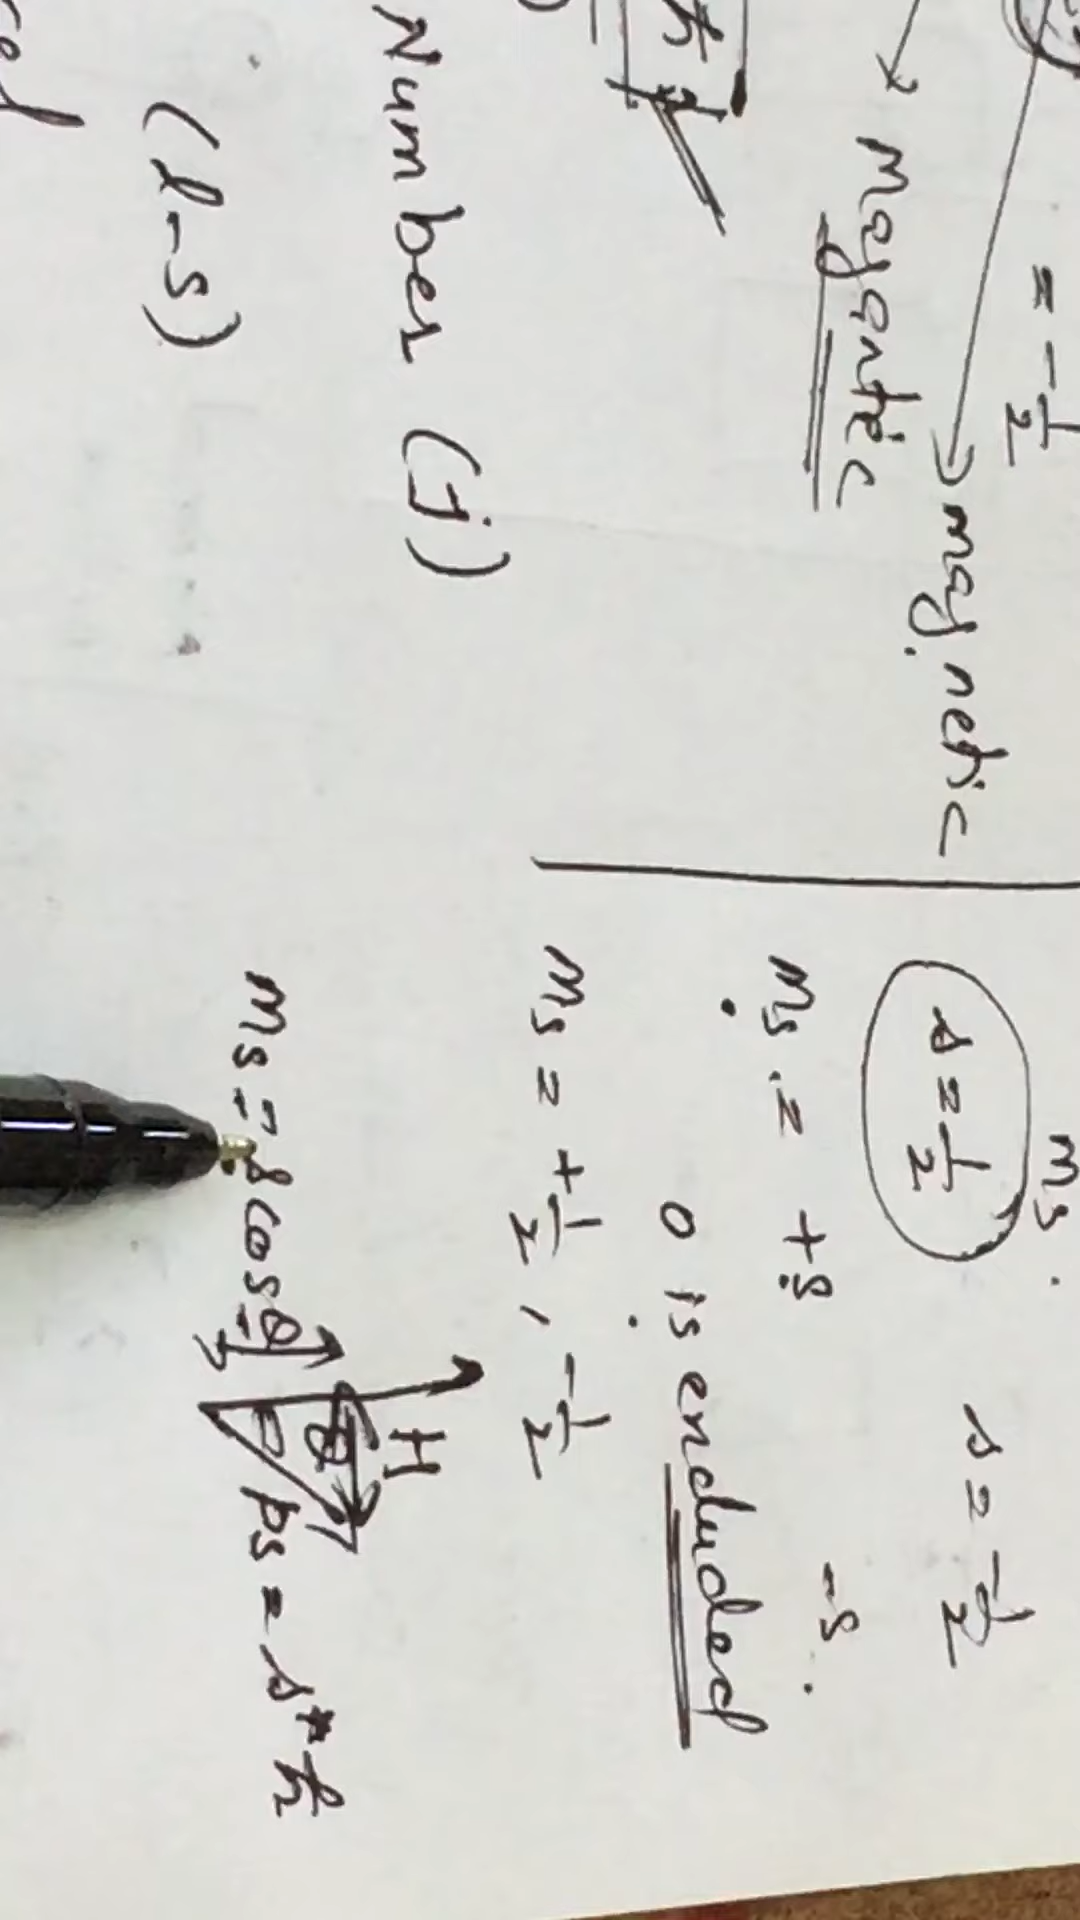 = -1/2
→ magnetic
→ Magantic
ħ
Number (j)
(l-s)
ms.
s = 1/2 s = -1/2
ms. = +s -s.
0 is excluded
ms = +1/2, -1/2
H
ms = s cos θ
θ
ps = s*ħ